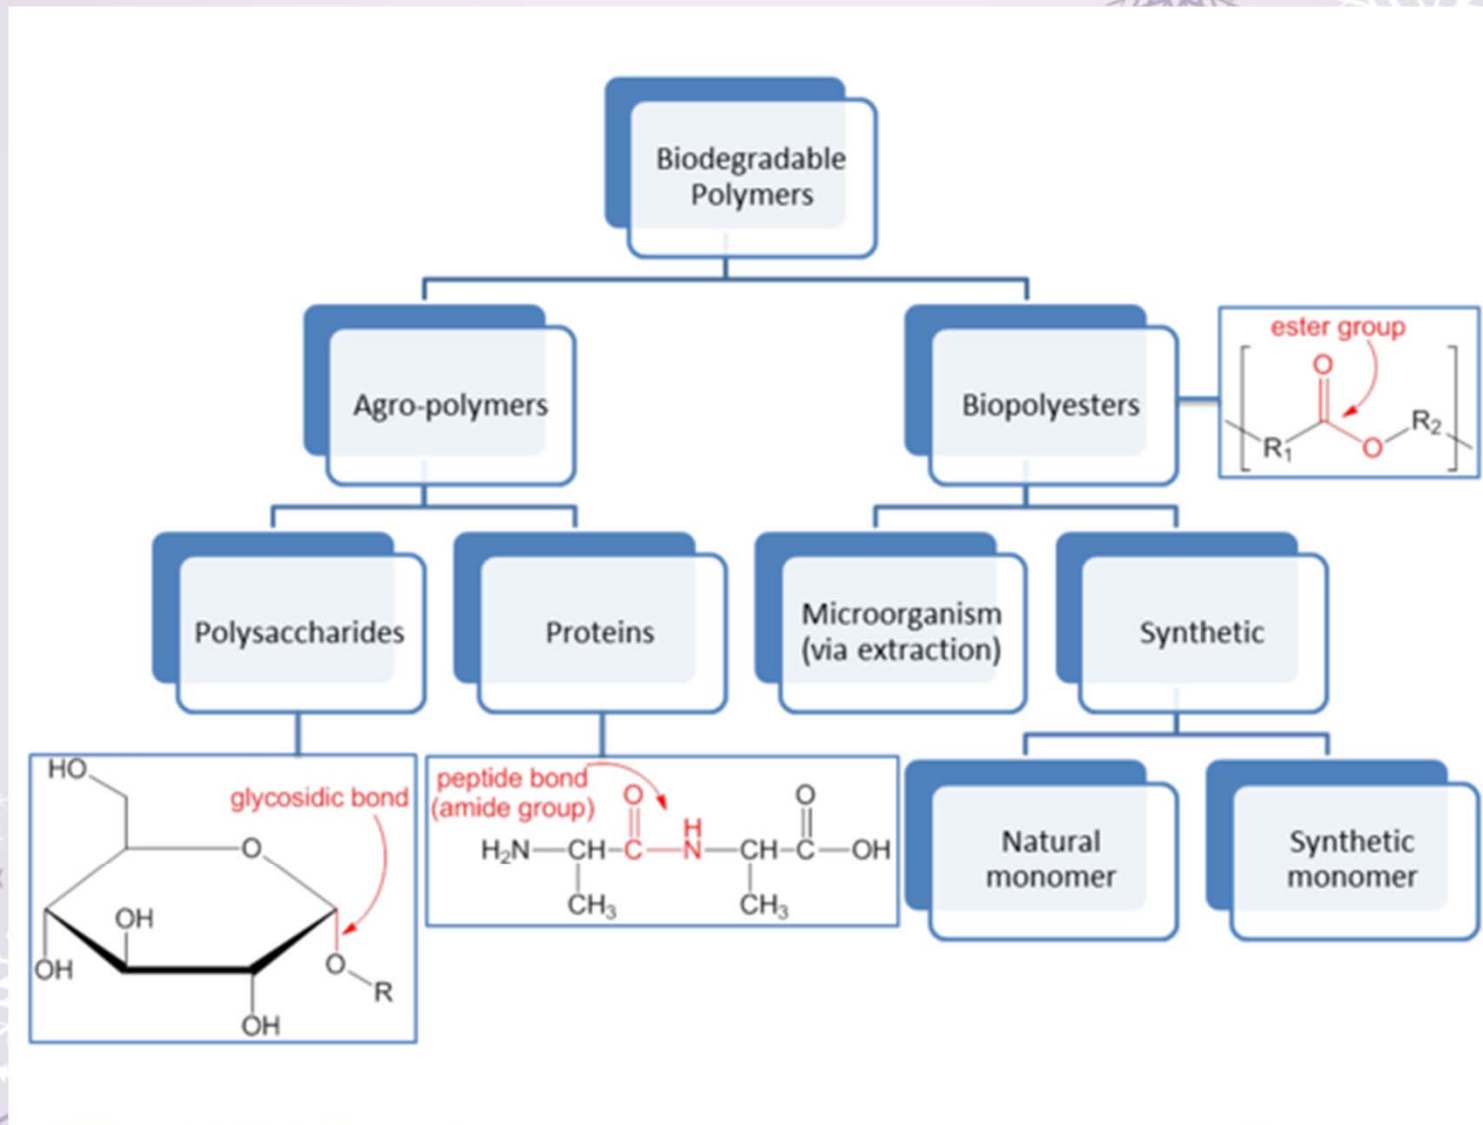 Biodegradable
Polymers
Agro-polymers
Biopolyesters
ester group
O
R1
O
R2
Polysaccharides
Proteins
Microorganism
(via extraction)
Synthetic
HO
glycosidic bond
O
OH
OH
O
R
OH
peptide bond
(amide group)
O
O
H
H2N—CH–C—N—CH–C—OH
CH3
CH3
Natural
monomer
Synthetic
monomer